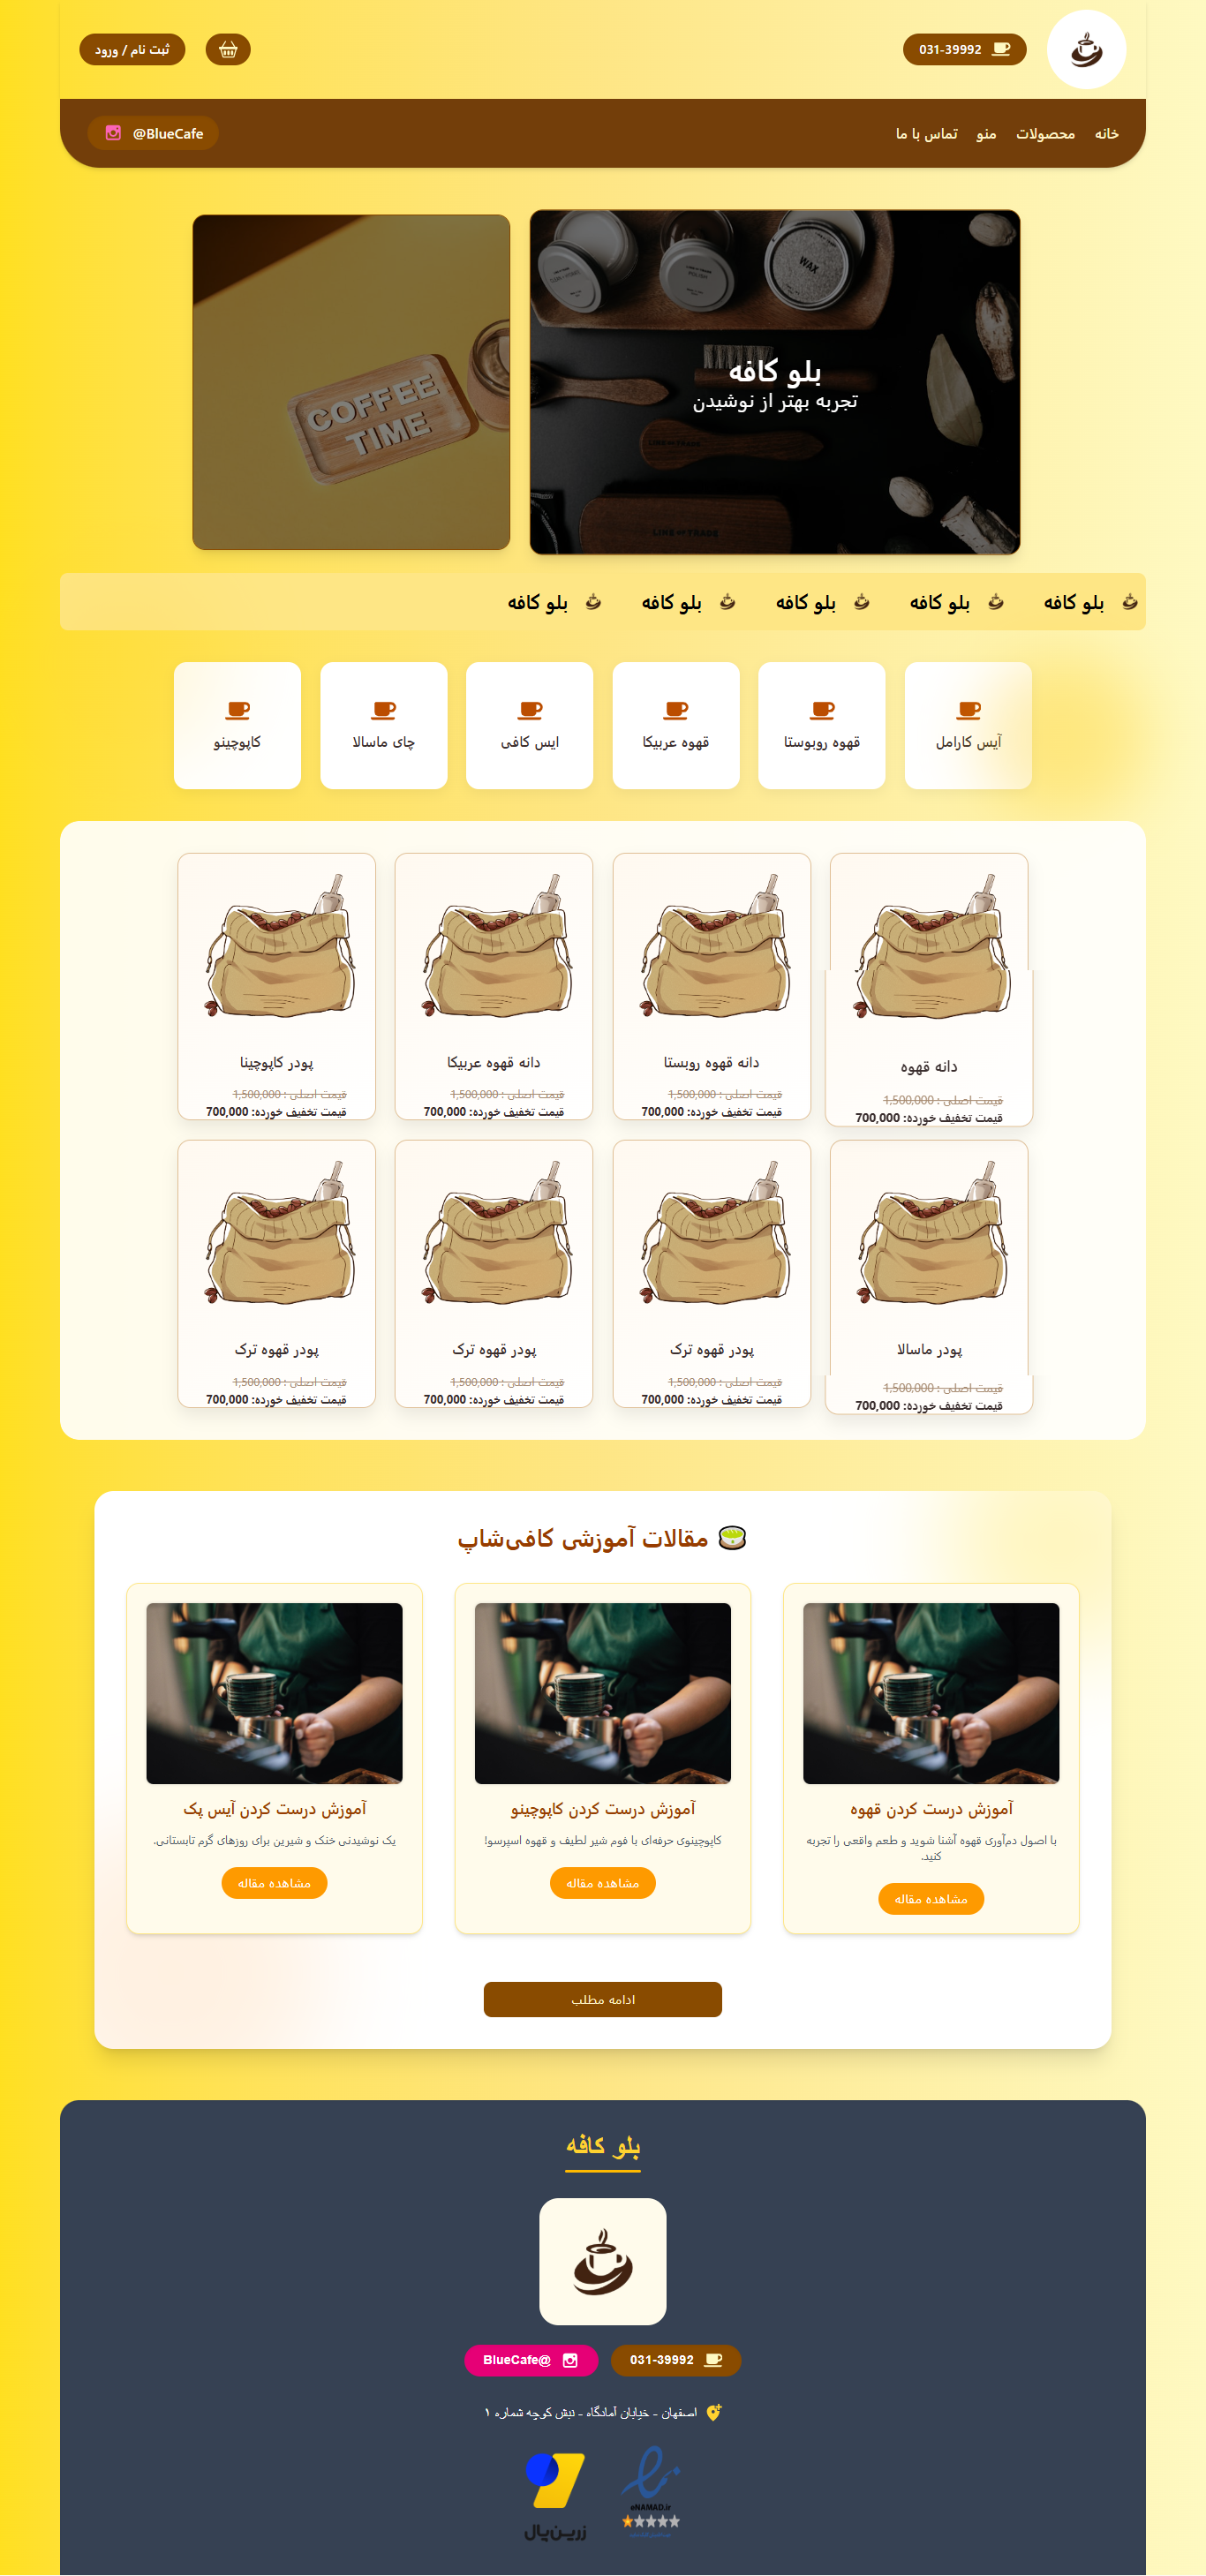 031-39992
ثبت نام / ورود
خانه
محصولات
منو
تماس با ما
@BlueCafe
WAX
LINE OF TRADE
LINE OF TRADE
بلو کافه
تجربه بهتر از نوشیدن
COFFEE
TIME
بلو کافه
بلو کافه
بلو کافه
بلو کافه
بلو کافه
آیس کارامل
قهوه روبوستا
قهوه عربیکا
ایس کافی
چای ماسالا
کاپوچینو
دانه قهوه
قیمت اصلی : 1,500,000
قیمت تخفیف خورده: 700,000
دانه قهوه روبستا
قیمت اصلی : 1,500,000
قیمت تخفیف خورده: 700,000
دانه قهوه عربیکا
قیمت اصلی : 1,500,000
قیمت تخفیف خورده: 700,000
پودر کاپوچینا
قیمت اصلی : 1,500,000
قیمت تخفیف خورده: 700,000
پودر ماسالا
قیمت اصلی : 1,500,000
قیمت تخفیف خورده: 700,000
پودر قهوه ترک
قیمت اصلی : 1,500,000
قیمت تخفیف خورده: 700,000
پودر قهوه ترک
قیمت اصلی : 1,500,000
قیمت تخفیف خورده: 700,000
پودر قهوه ترک
قیمت اصلی : 1,500,000
قیمت تخفیف خورده: 700,000
مقالات آموزشی کافی‌شاپ
آموزش درست کردن قهوه
با اصول دم‌آوری قهوه آشنا شوید و طعم واقعی را تجربه
کنید.
مشاهده مقاله
آموزش درست کردن کاپوچینو
کاپوچینوی حرفه‌ای با فوم شیر لطیف و قهوه اسپرسو!
مشاهده مقاله
آموزش درست کردن آیس پک
یک نوشیدنی خنک و شیرین برای روزهای گرم تابستانی.
مشاهده مقاله
ادامه مطلب
بلو کافه
031-39992
BlueCafe@
اصفهان - خیابان آمادگاه - نبش کوچه شماره ۱
eNAMAD.ir
زرین‌پال